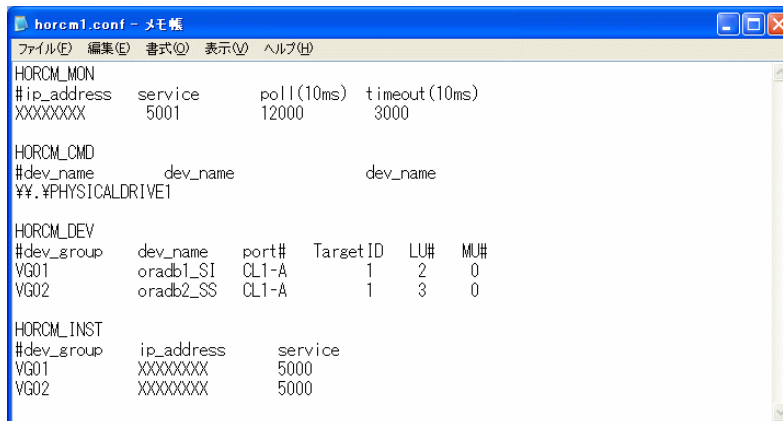 horcm1.conf - メモ帳
ファイル(F) 編集(E) 書式(O) 表示(V) ヘルプ(H)
HORCM_MON
#ip_address service poll(10ms) timeout(10ms)
XXXXXXXX 5001 12000 3000
HORCM_CMD
#dev_name dev_name dev_name
¥¥.¥PHYSICALDRIVE1
HORCM_DEV
#dev_group dev_name port# TargetID LU# MU#
VG01 oradb1_SI CL1-A 1 2 0
VG02 oradb2_SS CL1-A 1 3 0
HORCM_INST
#dev_group ip_address service
VG01 XXXXXXXX 5000
VG02 XXXXXXXX 5000